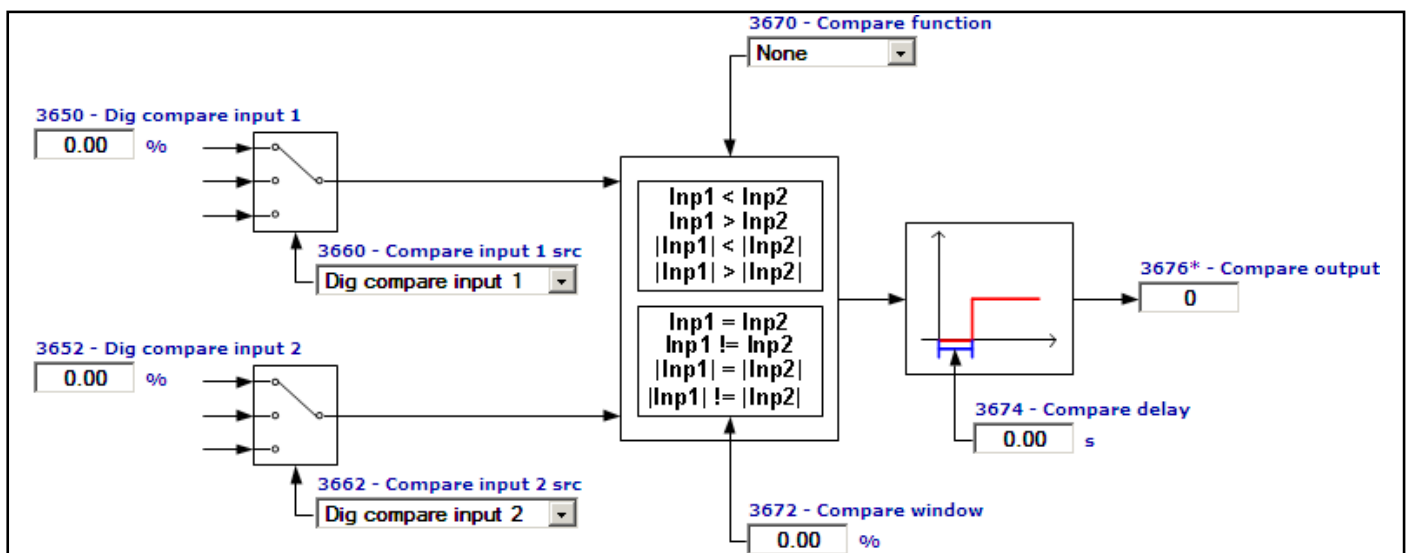 3670 - Compare function
None
3650 - Dig compare input 1
0.00 %
3660 - Compare input 1 src
Dig compare input 1
Inp1 < Inp2
Inp1 > Inp2
|Inp1| < |Inp2|
|Inp1| > |Inp2|
Inp1 = Inp2
Inp1 != Inp2
|Inp1| = |Inp2|
|Inp1| != |Inp2|
3676* - Compare output
0
3652 - Dig compare input 2
0.00 %
3674 - Compare delay
0.00 s
3662 - Compare input 2 src
Dig compare input 2
3672 - Compare window
0.00 %